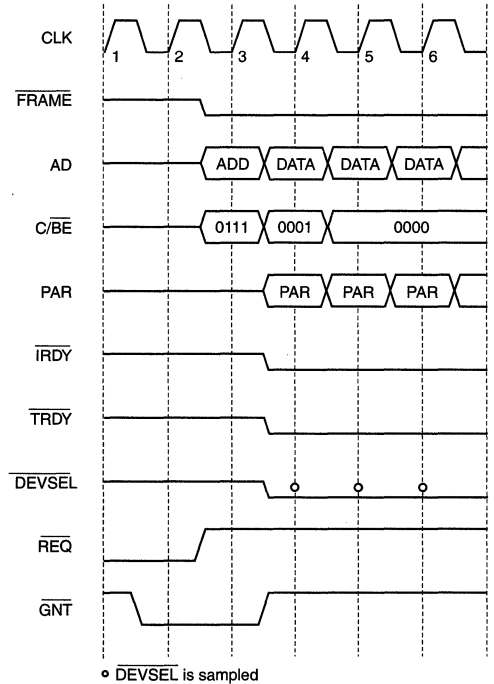 CLK
1 2 3 4 5 6
FRAME
AD
ADD DATA DATA DATA
C/BE
0111 0001 0000
PAR
PAR PAR PAR
IRDY
TRDY
DEVSEL
REQ
GNT
DEVSEL is sampled